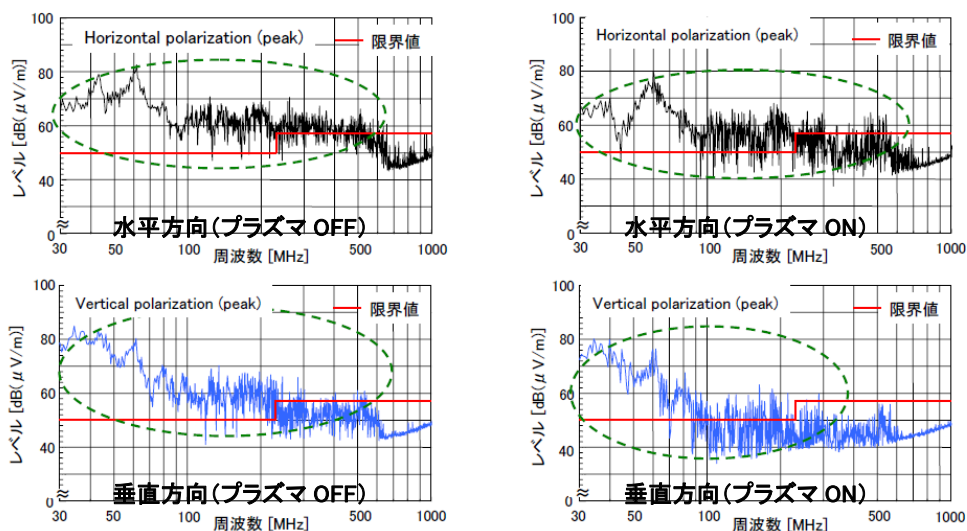 100
80
60
40
0
レベル [dB(μV/m)]
Horizontal polarization (peak)
限界値
水平方向(プラズマ OFF)
30
50
100
500
1000
周波数 [MHz]
100
80
60
40
0
レベル [dB(μV/m)]
Horizontal polarization (peak)
限界値
水平方向(プラズマ ON)
30
50
100
500
1000
周波数 [MHz]
100
80
60
40
0
レベル [dB(μV/m)]
Vertical polarization (peak)
限界値
垂直方向(プラズマ OFF)
30
50
100
500
1000
周波数 [MHz]
100
80
60
40
0
レベル [dB(μV/m)]
Vertical polarization (peak)
限界値
垂直方向(プラズマ ON)
30
50
100
500
1000
周波数 [MHz]